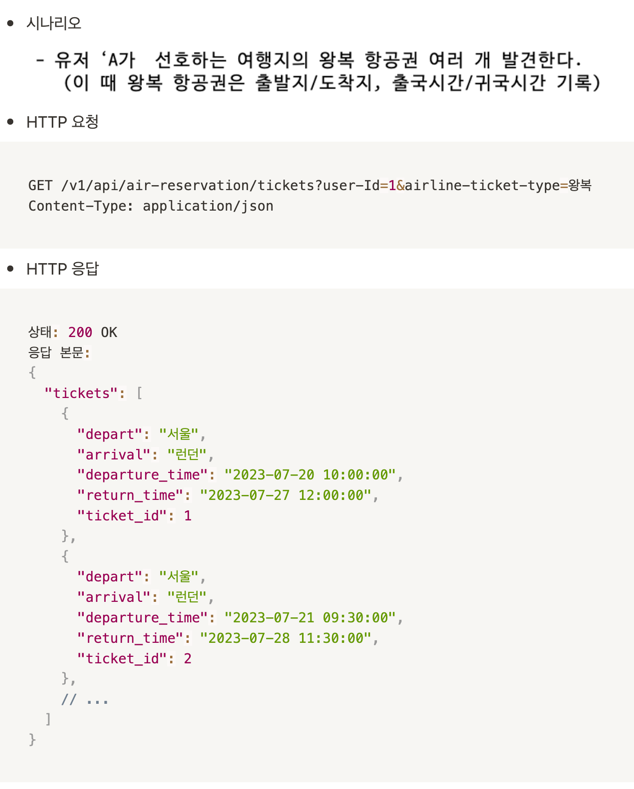 • 시나리오
- 유저 ‘A가 선호하는 여행지의 왕복 항공권 여러 개 발견한다.
(이 때 왕복 항공권은 출발지/도착지, 출국시간/귀국시간 기록)
• HTTP 요청
GET /v1/api/air-reservation/tickets?user-Id=1&airline-ticket-type=왕복
Content-Type: application/json
• HTTP 응답
상태: 200 OK
응답 본문:
{
  "tickets": [
    {
      "depart": "서울",
      "arrival": "런던",
      "departure_time": "2023-07-20 10:00:00",
      "return_time": "2023-07-27 12:00:00",
      "ticket_id": 1
    },
    {
      "depart": "서울",
      "arrival": "런던",
      "departure_time": "2023-07-21 09:30:00",
      "return_time": "2023-07-28 11:30:00",
      "ticket_id": 2
    },
    // ...
  ]
}